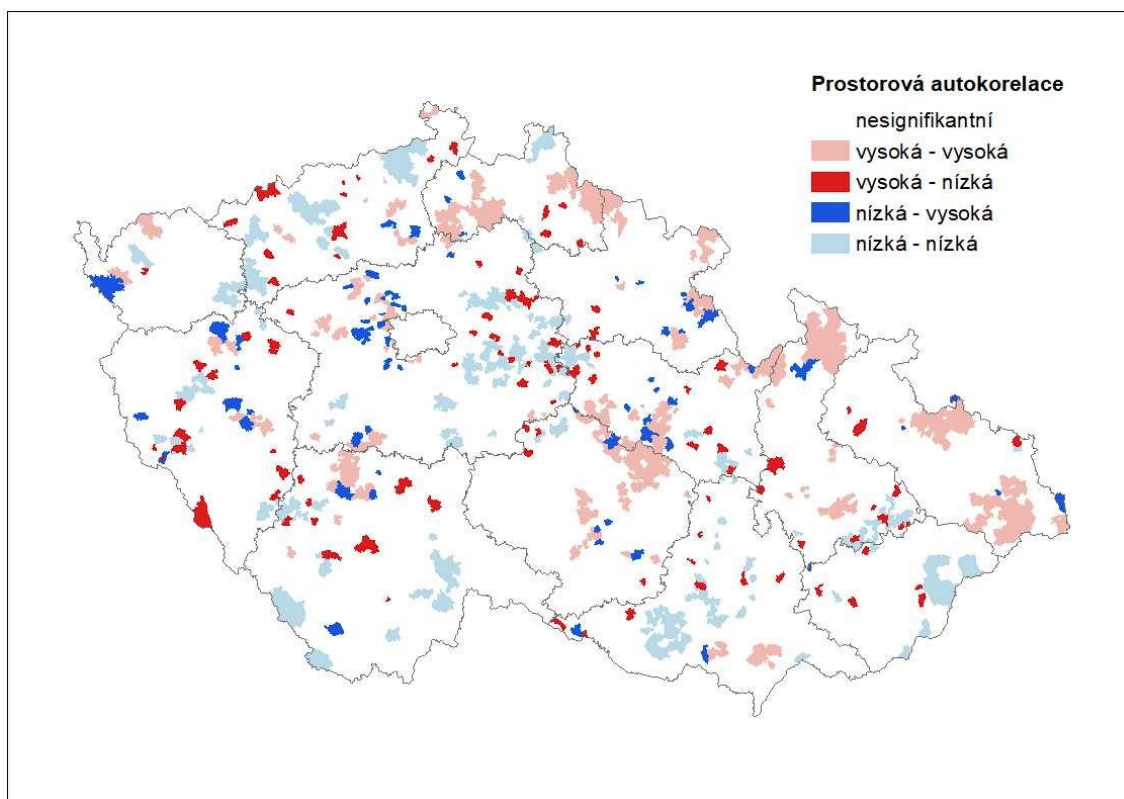 Prostorová autokorelace
nesignifikantní
vysoká - vysoká
vysoká - nízká
nízká - vysoká
nízká - nízká